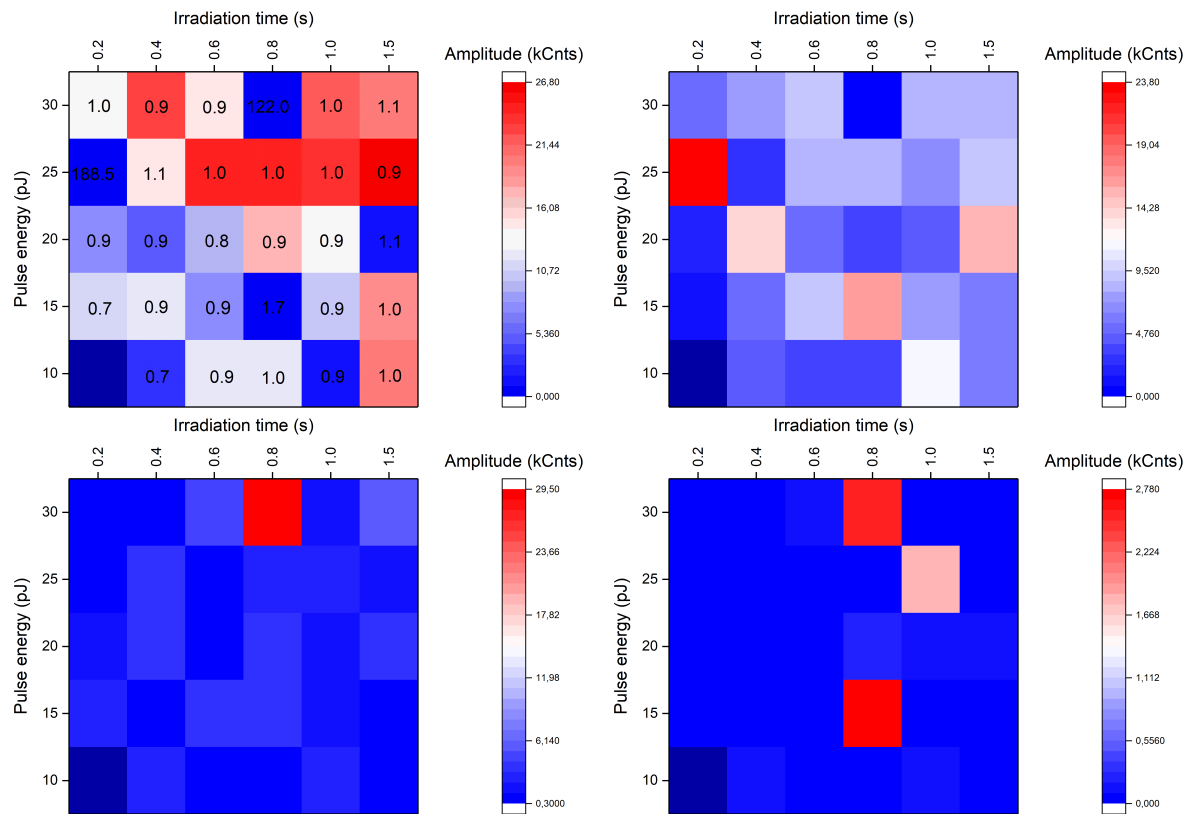 Irradiation time (s)
0.2 0.4 0.6 0.8 1.0 1.5
Amplitude (kCnts)
Pulse energy (pJ)
30 1.0 0.9 0.9 122.0 1.0 1.1
25 188.5 1.1 1.0 1.0 1.0 0.9
20 0.9 0.9 0.8 0.9 0.9 1.1
15 0.7 0.9 0.9 1.7 0.9 1.0
10 0.7 0.9 1.0 0.9 1.0
26,80
21,44
16,08
10,72
5,360
0,000
Irradiation time (s)
0.2 0.4 0.6 0.8 1.0 1.5
Amplitude (kCnts)
Pulse energy (pJ)
30
25
20
15
10
23,80
19,04
14,28
9,520
4,760
0,000
Irradiation time (s)
0.2 0.4 0.6 0.8 1.0 1.5
Amplitude (kCnts)
Pulse energy (pJ)
30
25
20
15
10
29,50
23,66
17,82
11,98
6,140
0,3000
Irradiation time (s)
0.2 0.4 0.6 0.8 1.0 1.5
Amplitude (kCnts)
Pulse energy (pJ)
30
25
20
15
10
2,780
2,224
1,668
1,112
0,5560
0,000